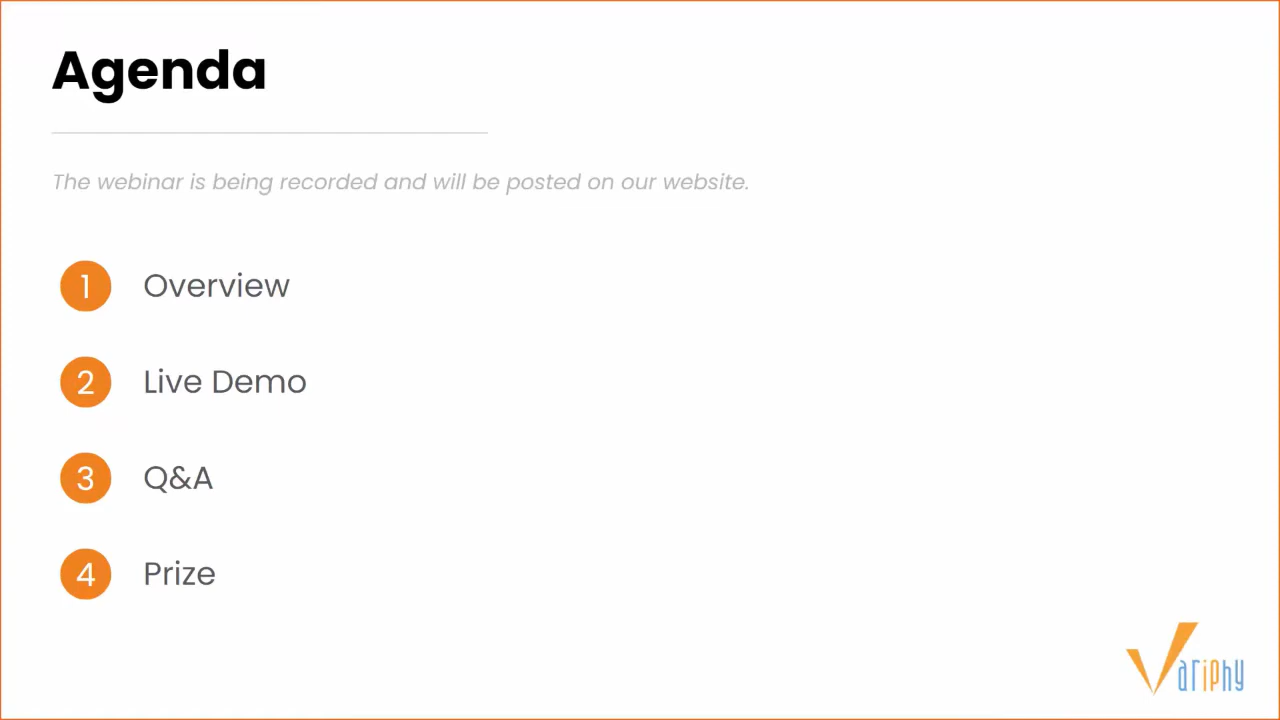 Agenda
The webinar is being recorded and will be posted on our website.
1 Overview
2 Live Demo
3 Q&A
4 Prize
Variphy